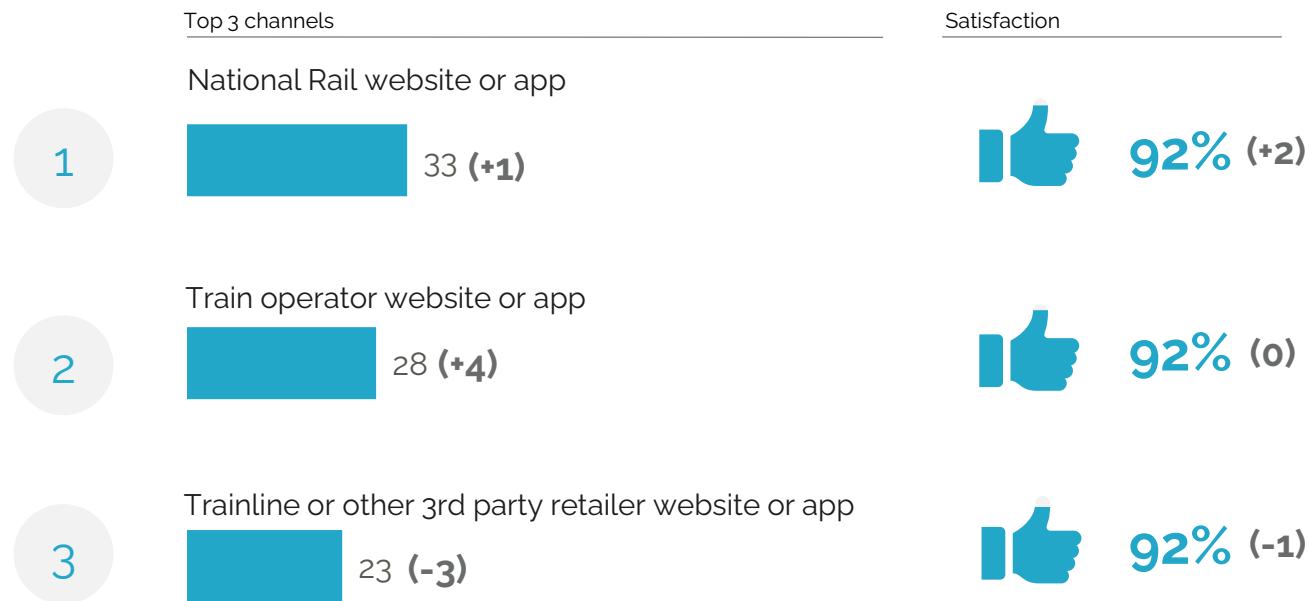 Top 3 channels
Satisfaction
National Rail website or app
1
33 (+1)
92% (+2)
Train operator website or app
2
28 (+4)
92% (0)
Trainline or other 3rd party retailer website or app
3
23 (-3)
92% (-1)